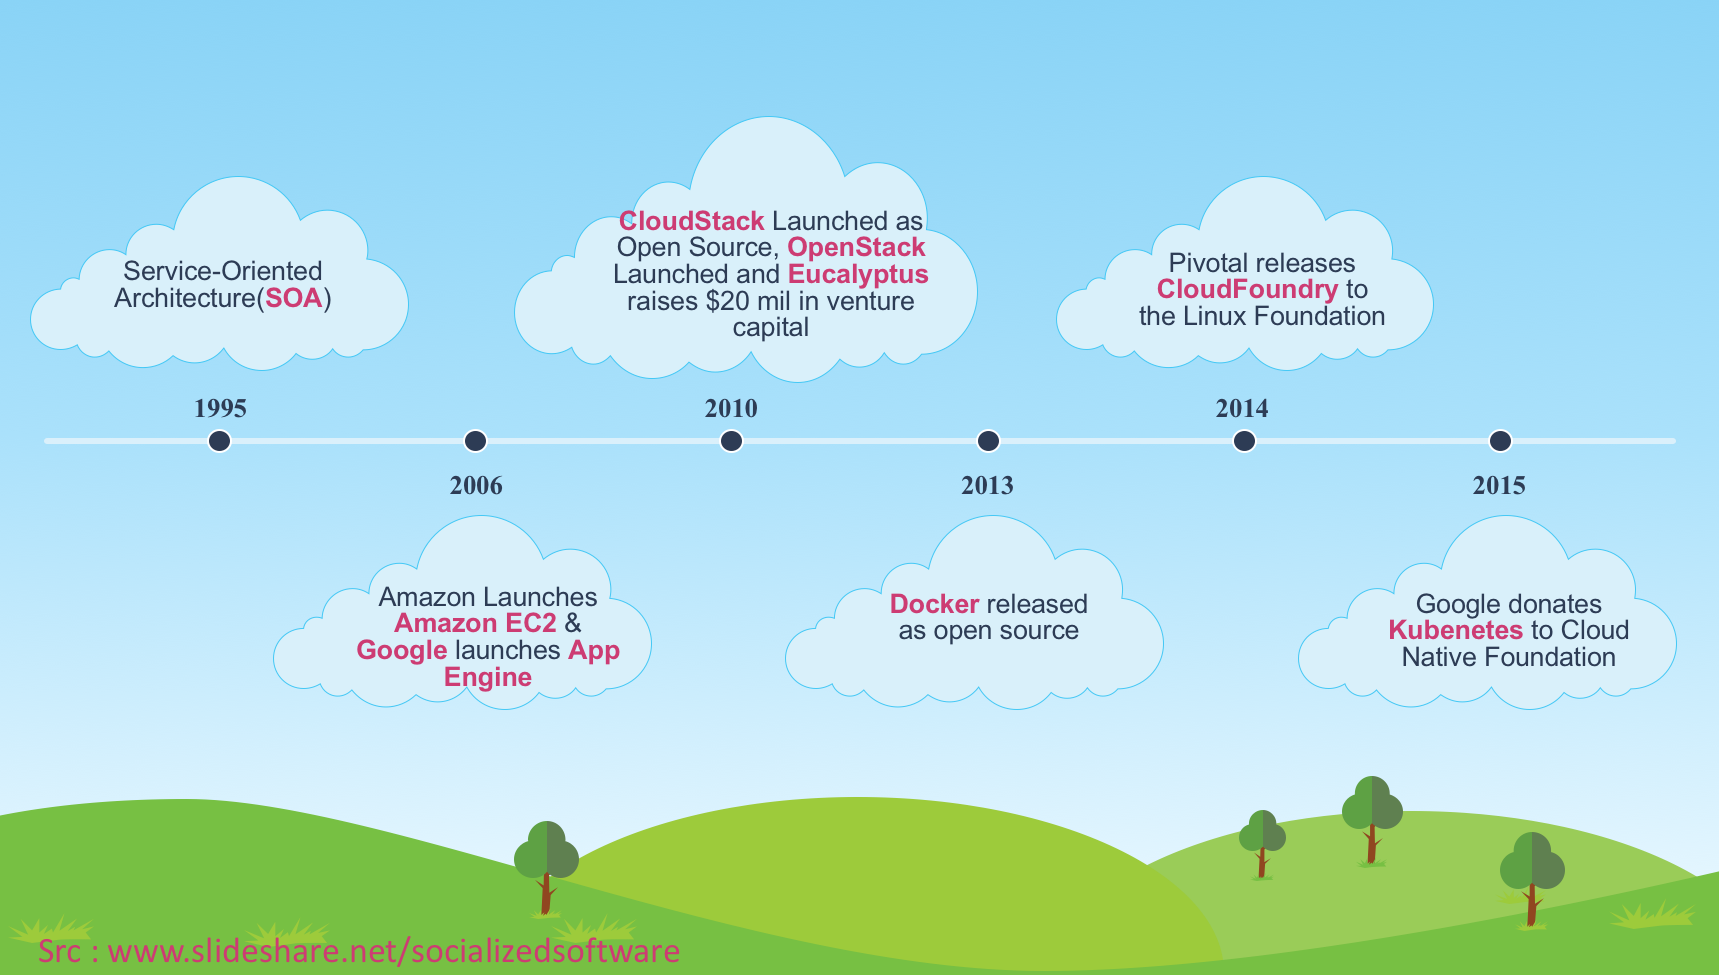 Service-Oriented
Architecture(SOA)
1995
2006
Amazon Launches
Amazon EC2 &
Google launches App
Engine
CloudStack Launched as
Open Source, OpenStack
Launched and Eucalyptus
raises $20 mil in venture
capital
2010
2013
Docker released
as open source
Pivotal releases
CloudFoundry to
the Linux Foundation
2014
2015
Google donates
Kubenetes to Cloud
Native Foundation
Src : www.slideshare.net/socializedsoftware